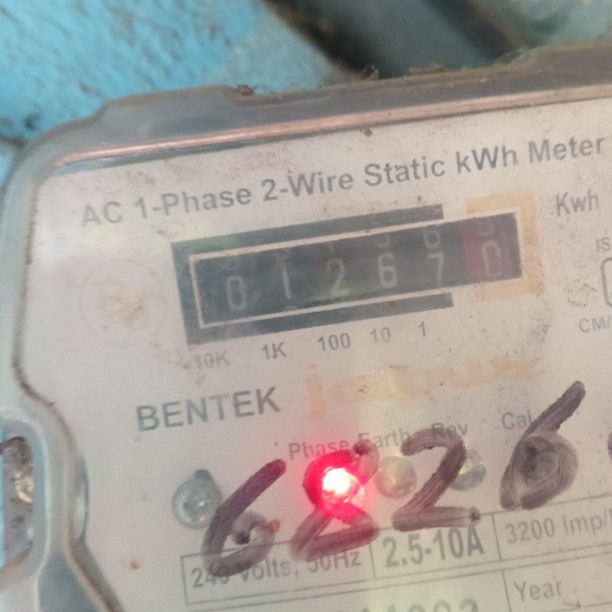 AC 1-Phase 2-Wire Static kWh Meter
Kwh
0 1 2 6 7 0
10K 1K 100 10 1
CM/
BENTEK
Phase Earth Rev Cal
6826
240 Volts, 50Hz 2.5-10A 3200 Imp/
Year